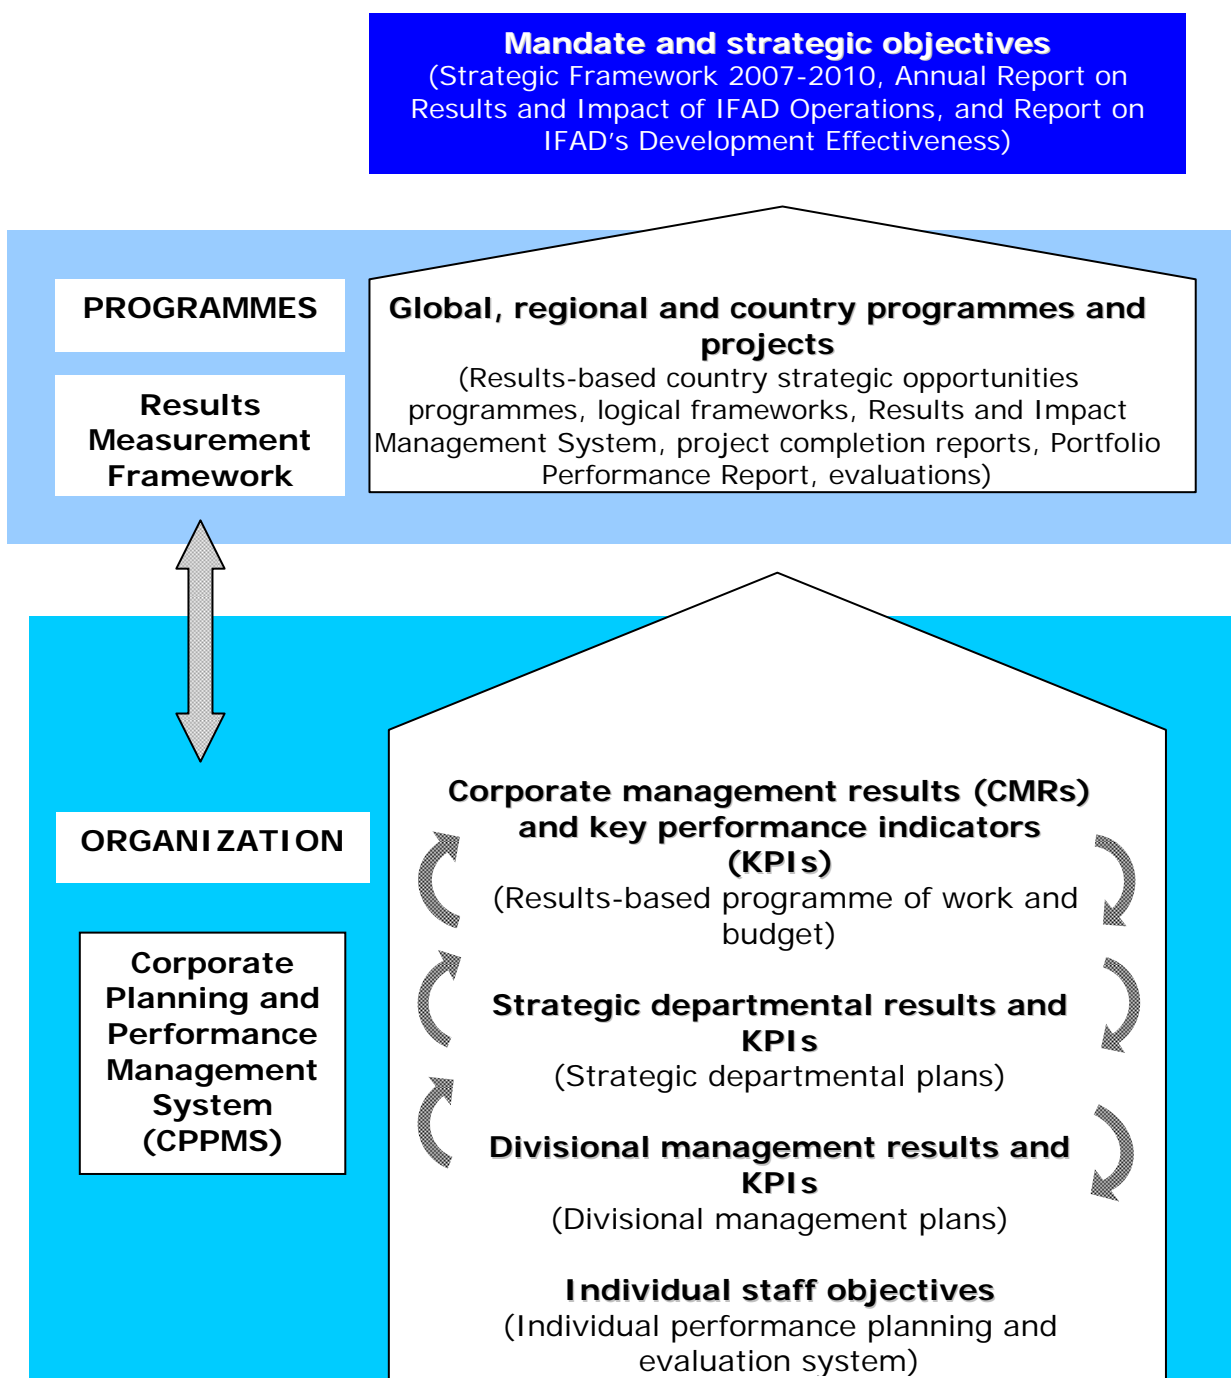 Mandate and strategic objectives
(Strategic Framework 2007-2010, Annual Report on
Results and Impact of IFAD Operations, and Report on
IFAD's Development Effectiveness)
PROGRAMMES
Results
Measurement
Framework
Global, regional and country programmes and
projects
(Results-based country strategic opportunities
programmes, logical frameworks, Results and Impact
Management System, project completion reports, Portfolio
Performance Report, evaluations)
ORGANIZATION
Corporate
Planning and
Performance
Management
System
(CPPMS)
Corporate management results (CMRs)
and key performance indicators
(KPIs)
(Results-based programme of work and
budget)
Strategic departmental results and
KPIs
(Strategic departmental plans)
Divisional management results and
KPIs
(Divisional management plans)
Individual staff objectives
(Individual performance planning and
evaluation system)